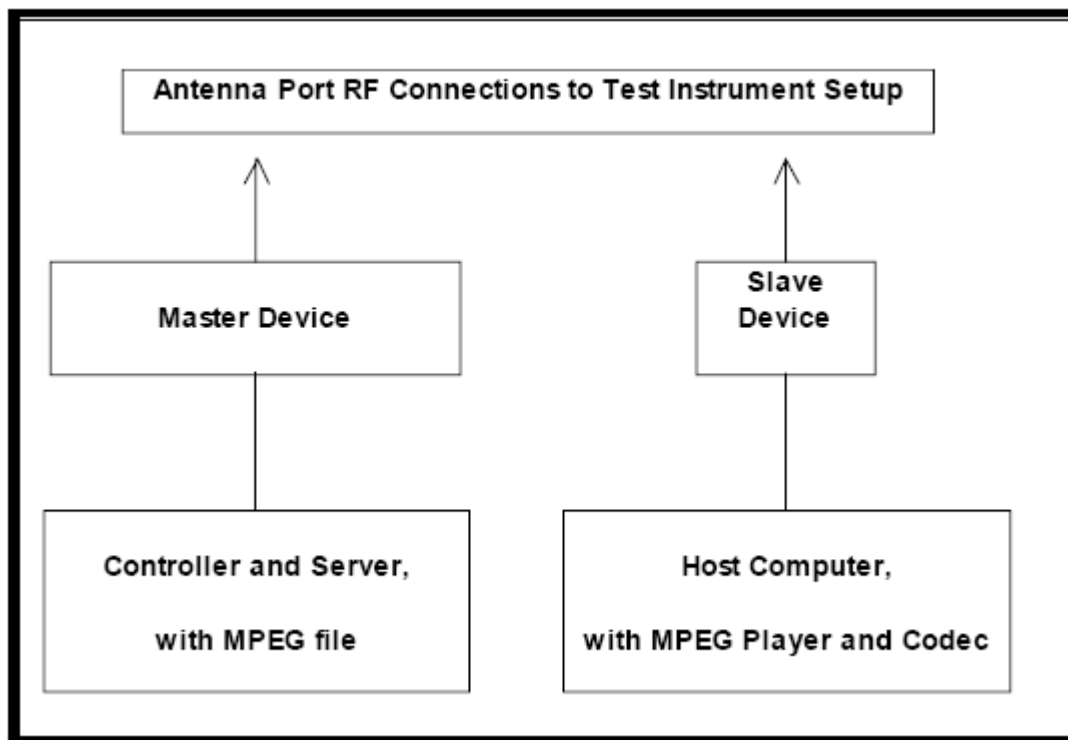 Antenna Port RF Connections to Test Instrument Setup
Master Device
Slave
Device
Controller and Server,
with MPEG file
Host Computer,
with MPEG Player and Codec